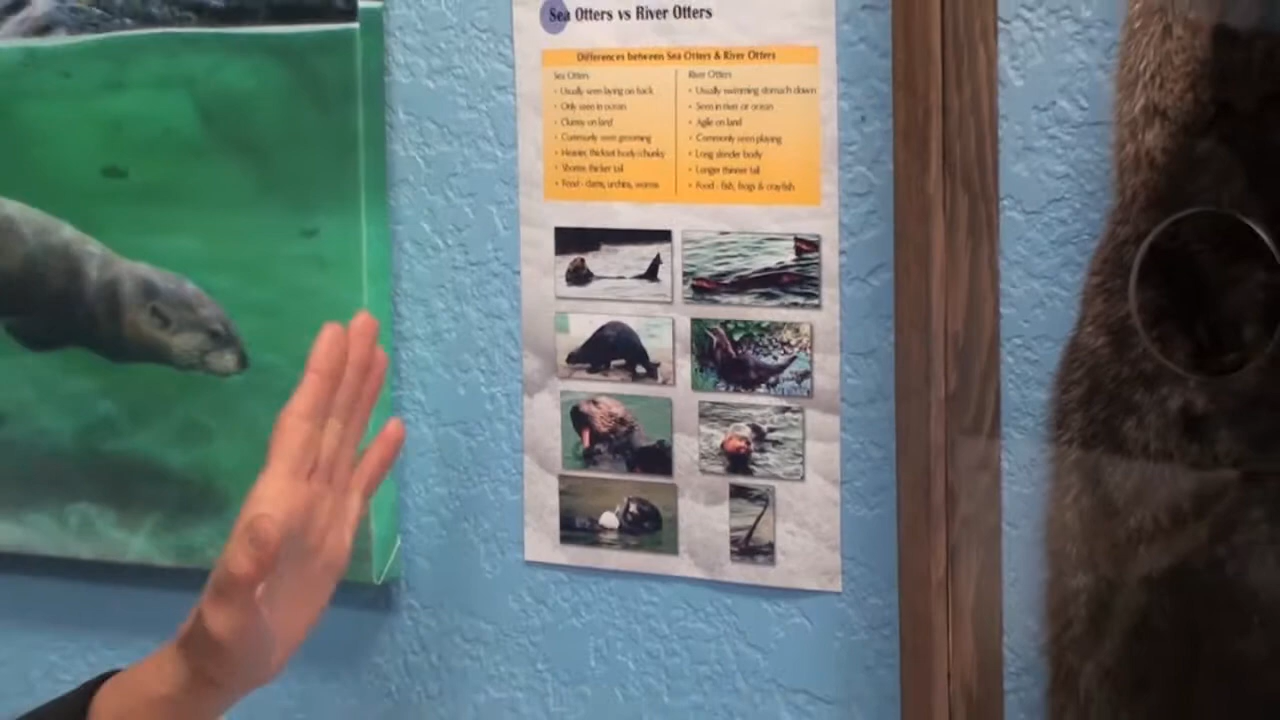 Sea Otters vs River Otters
Differences between Sea Otters & River Otters
Sea Otters
• Usually seen laying on back
• Only seen in ocean
• Clumsy on land
• Commonly seen grooming
• Heavier, thickset body (chunky
• Shorter, thicker tail
• Food - clams, urchins, worms
River Otters
• Usually swimming stomach down
• Seen in river or ocean
• Agile on land
• Commonly seen playing
• Long slender body
• Longer thinner tail
• Food - fish, frogs & crayfish